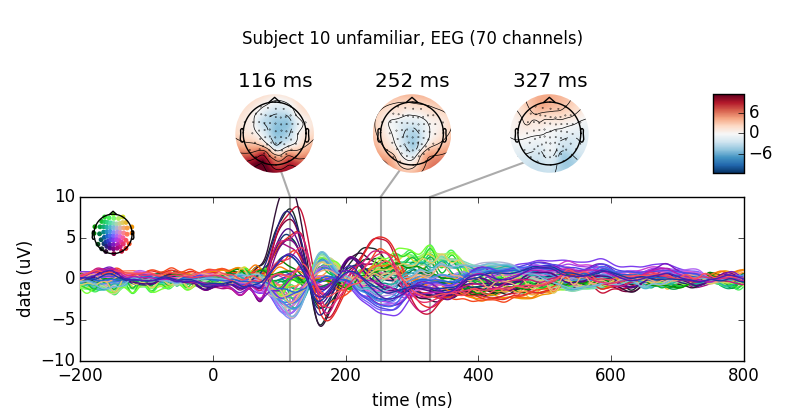 Subject 10 unfamiliar, EEG (70 channels)
116 ms 252 ms 327 ms
6
0
−6
10
5
0
−5
−10
data (uV)
−200 0 200 400 600 800
time (ms)